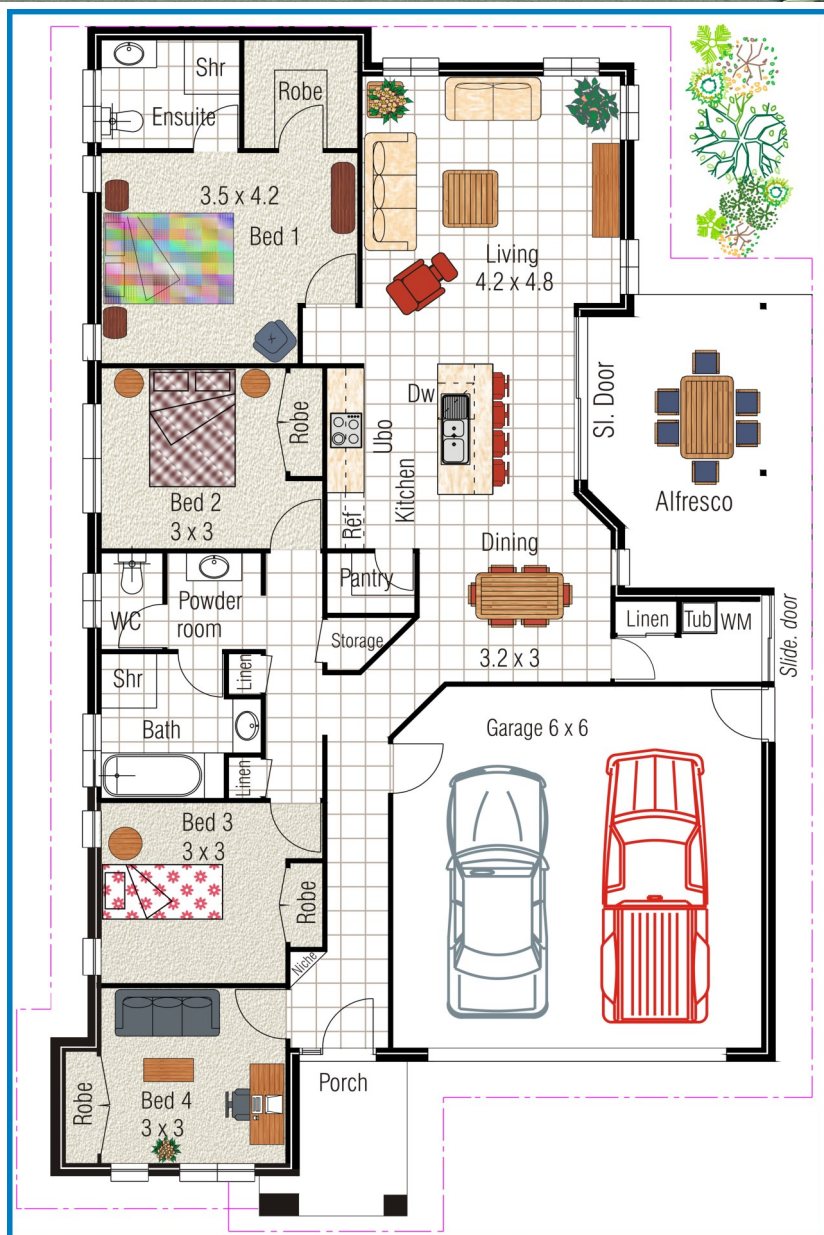 Shr
Robe
Ensuite
3.5 x 4.2
Bed 1
Living
4.2 x 4.8
Dw
Sl. Door
Robe
Ubo
Kitchen
Alfresco
Bed 2
3 x 3
Ref
Dining
Pantry
WC
Powder
room
Storage
Linen
Tub
WM
Slide. door
3.2 x 3
Shr
Linen
Bath
Garage 6 x 6
Linen
Bed 3
3 x 3
Robe
Niche
Porch
Robe
Bed 4
3 x 3